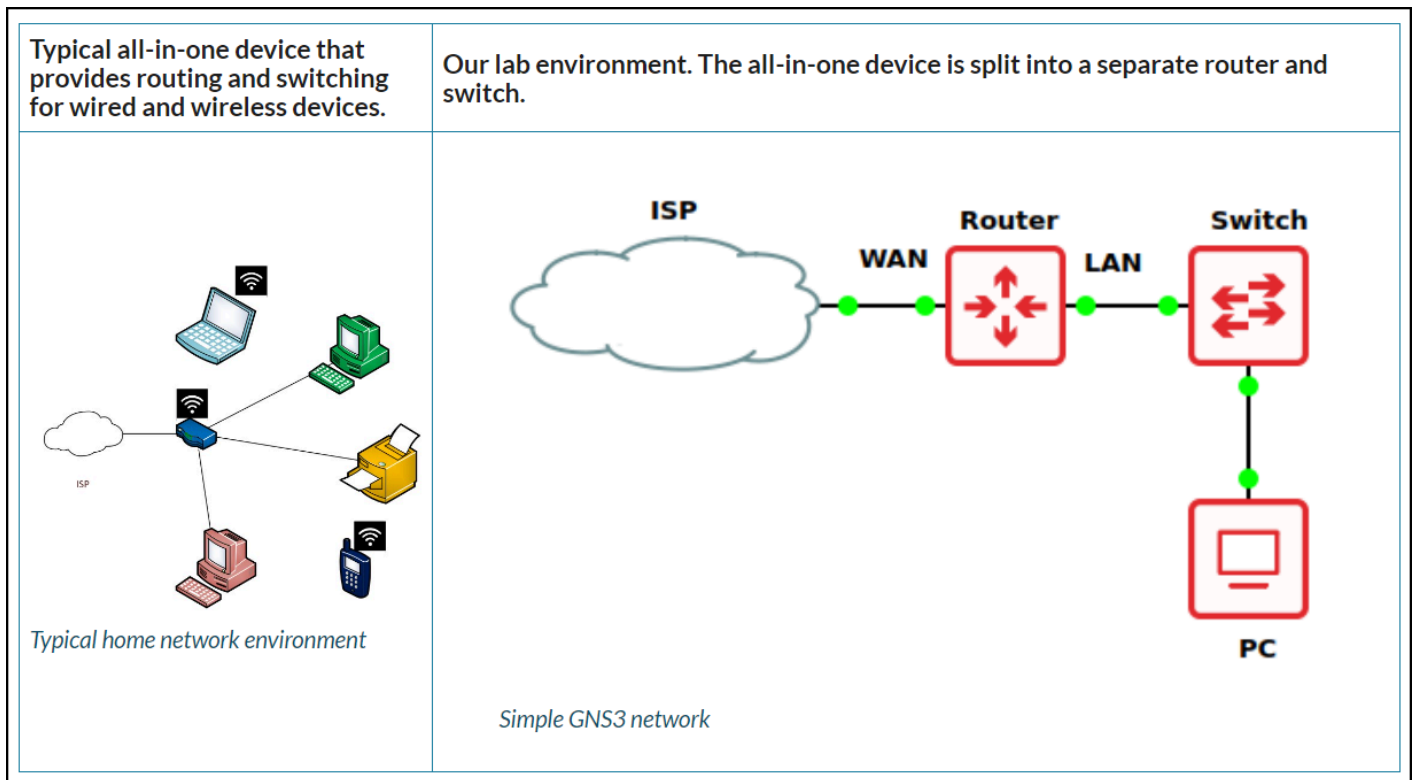 Typical all-in-one device that
provides routing and switching
for wired and wireless devices.
Our lab environment. The all-in-one device is split into a separate router and
switch.
ISP
Typical home network environment
ISP
WAN
Router
LAN
Switch
PC
Simple GNS3 network